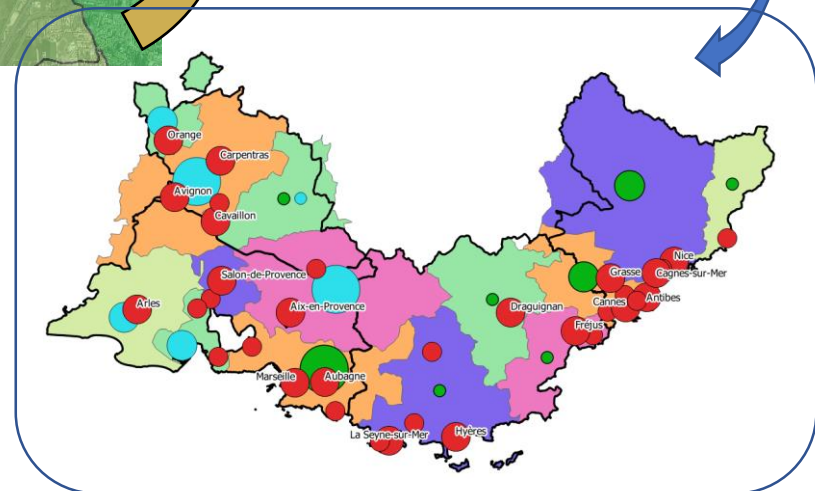 Orange
Carpentras
Avignon
Cavaillon
Nice
Salon-de-Provence
Grasse
Cagnes-sur-Mer
Arles
Aix-en-Provence
Draguignan
Cannes
Antibes
Fréjus
Marseille
Aubagne
La Seyne-sur-Mer
Hyères